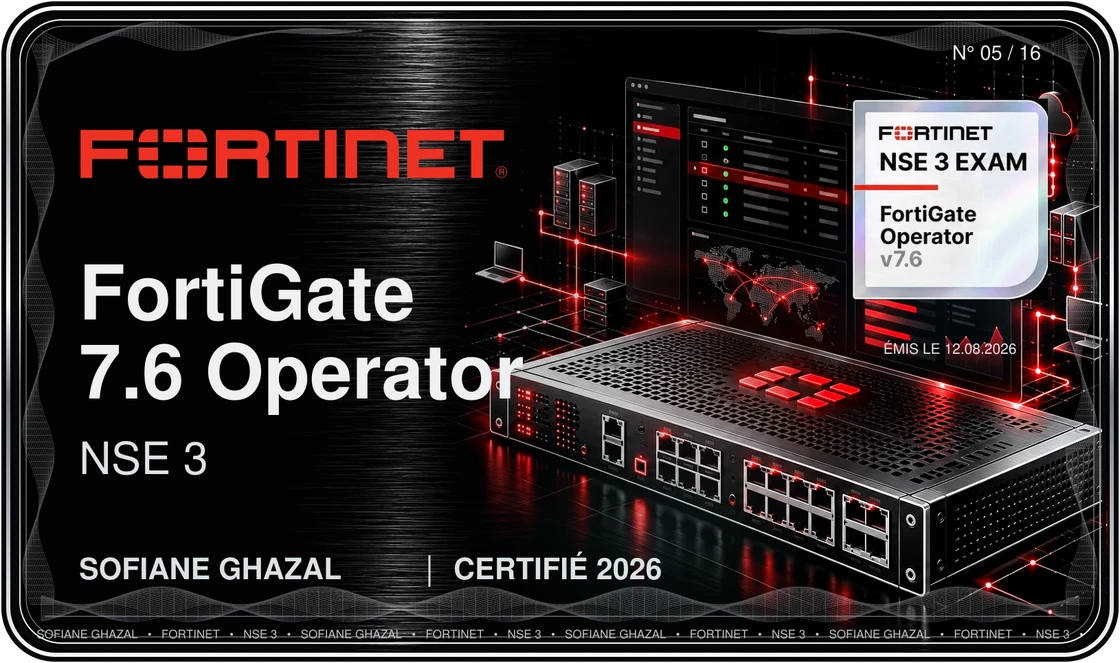 N° 05 / 16
FORTINET®
FORTINET
NSE 3 EXAM
FortiGate
Operator
v7.6
FortiGate
7.6 Operator
NSE 3
ÉMIS LE 12.08.2026
SOFIANE GHAZAL | CERTIFIÉ 2026
SOFIANE GHAZAL • FORTINET • NSE 3 • SOFIANE GHAZAL • FORTINET • NSE 3 • SOFIANE GHAZAL • FORTINET • NSE 3 • SOFIANE GHAZAL • FORTINET • NSE 3 •